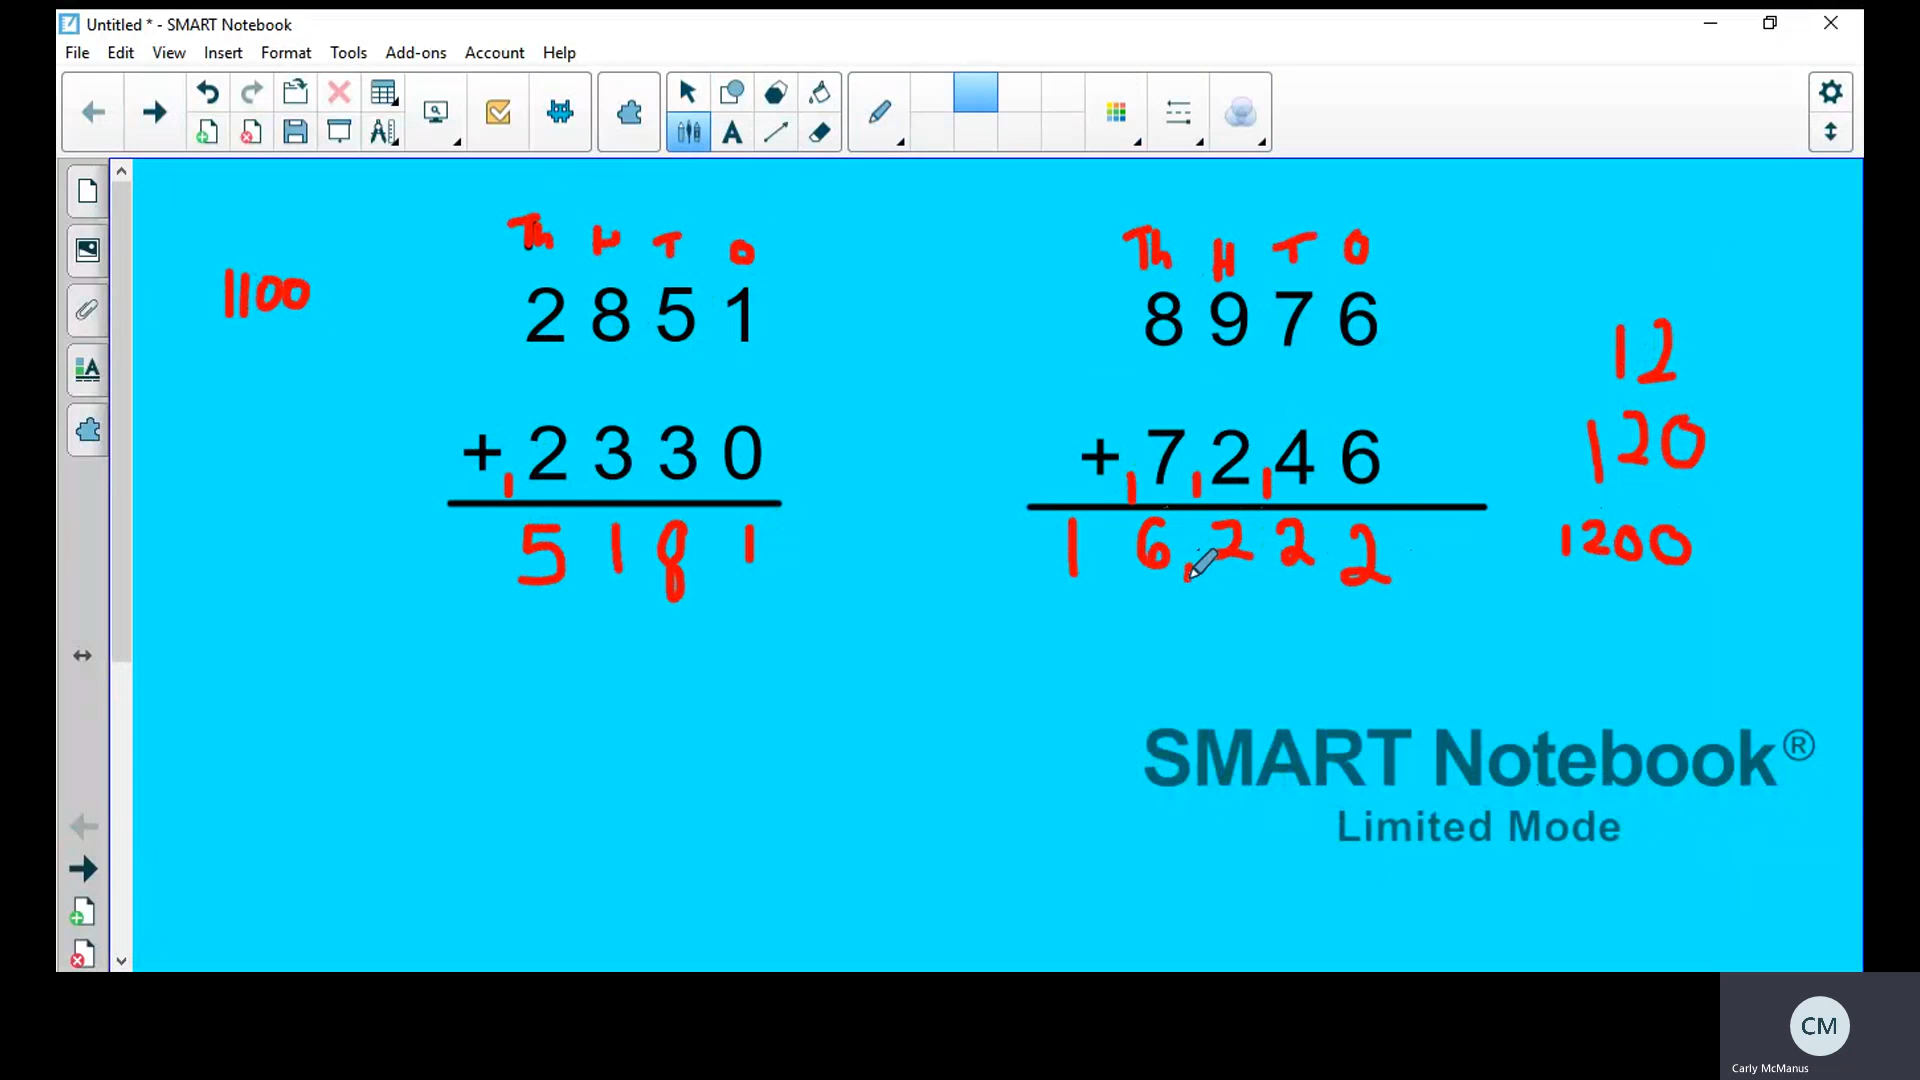 Untitled * - SMART Notebook
File Edit View Insert Format Tools Add-ons Account Help
Th H T O
1100
2 8 5 1
+ 2 3 3 0
1
5 1 8 1
Th H T O
8 9 7 6
+ 7 2 4 6
1 1 1
1 6, 2 2 2
12
120
1200
SMART Notebook®
Limited Mode
CM
Carly McManus